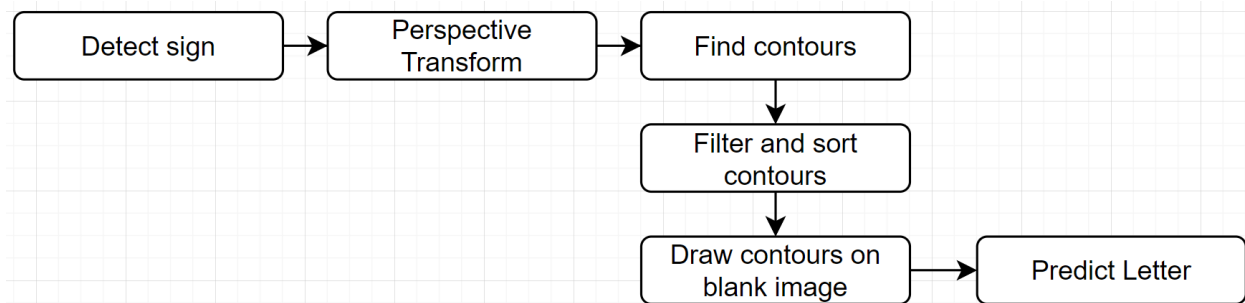 Detect sign
Perspective
Transform
Find contours
Filter and sort
contours
Draw contours on
blank image
Predict Letter